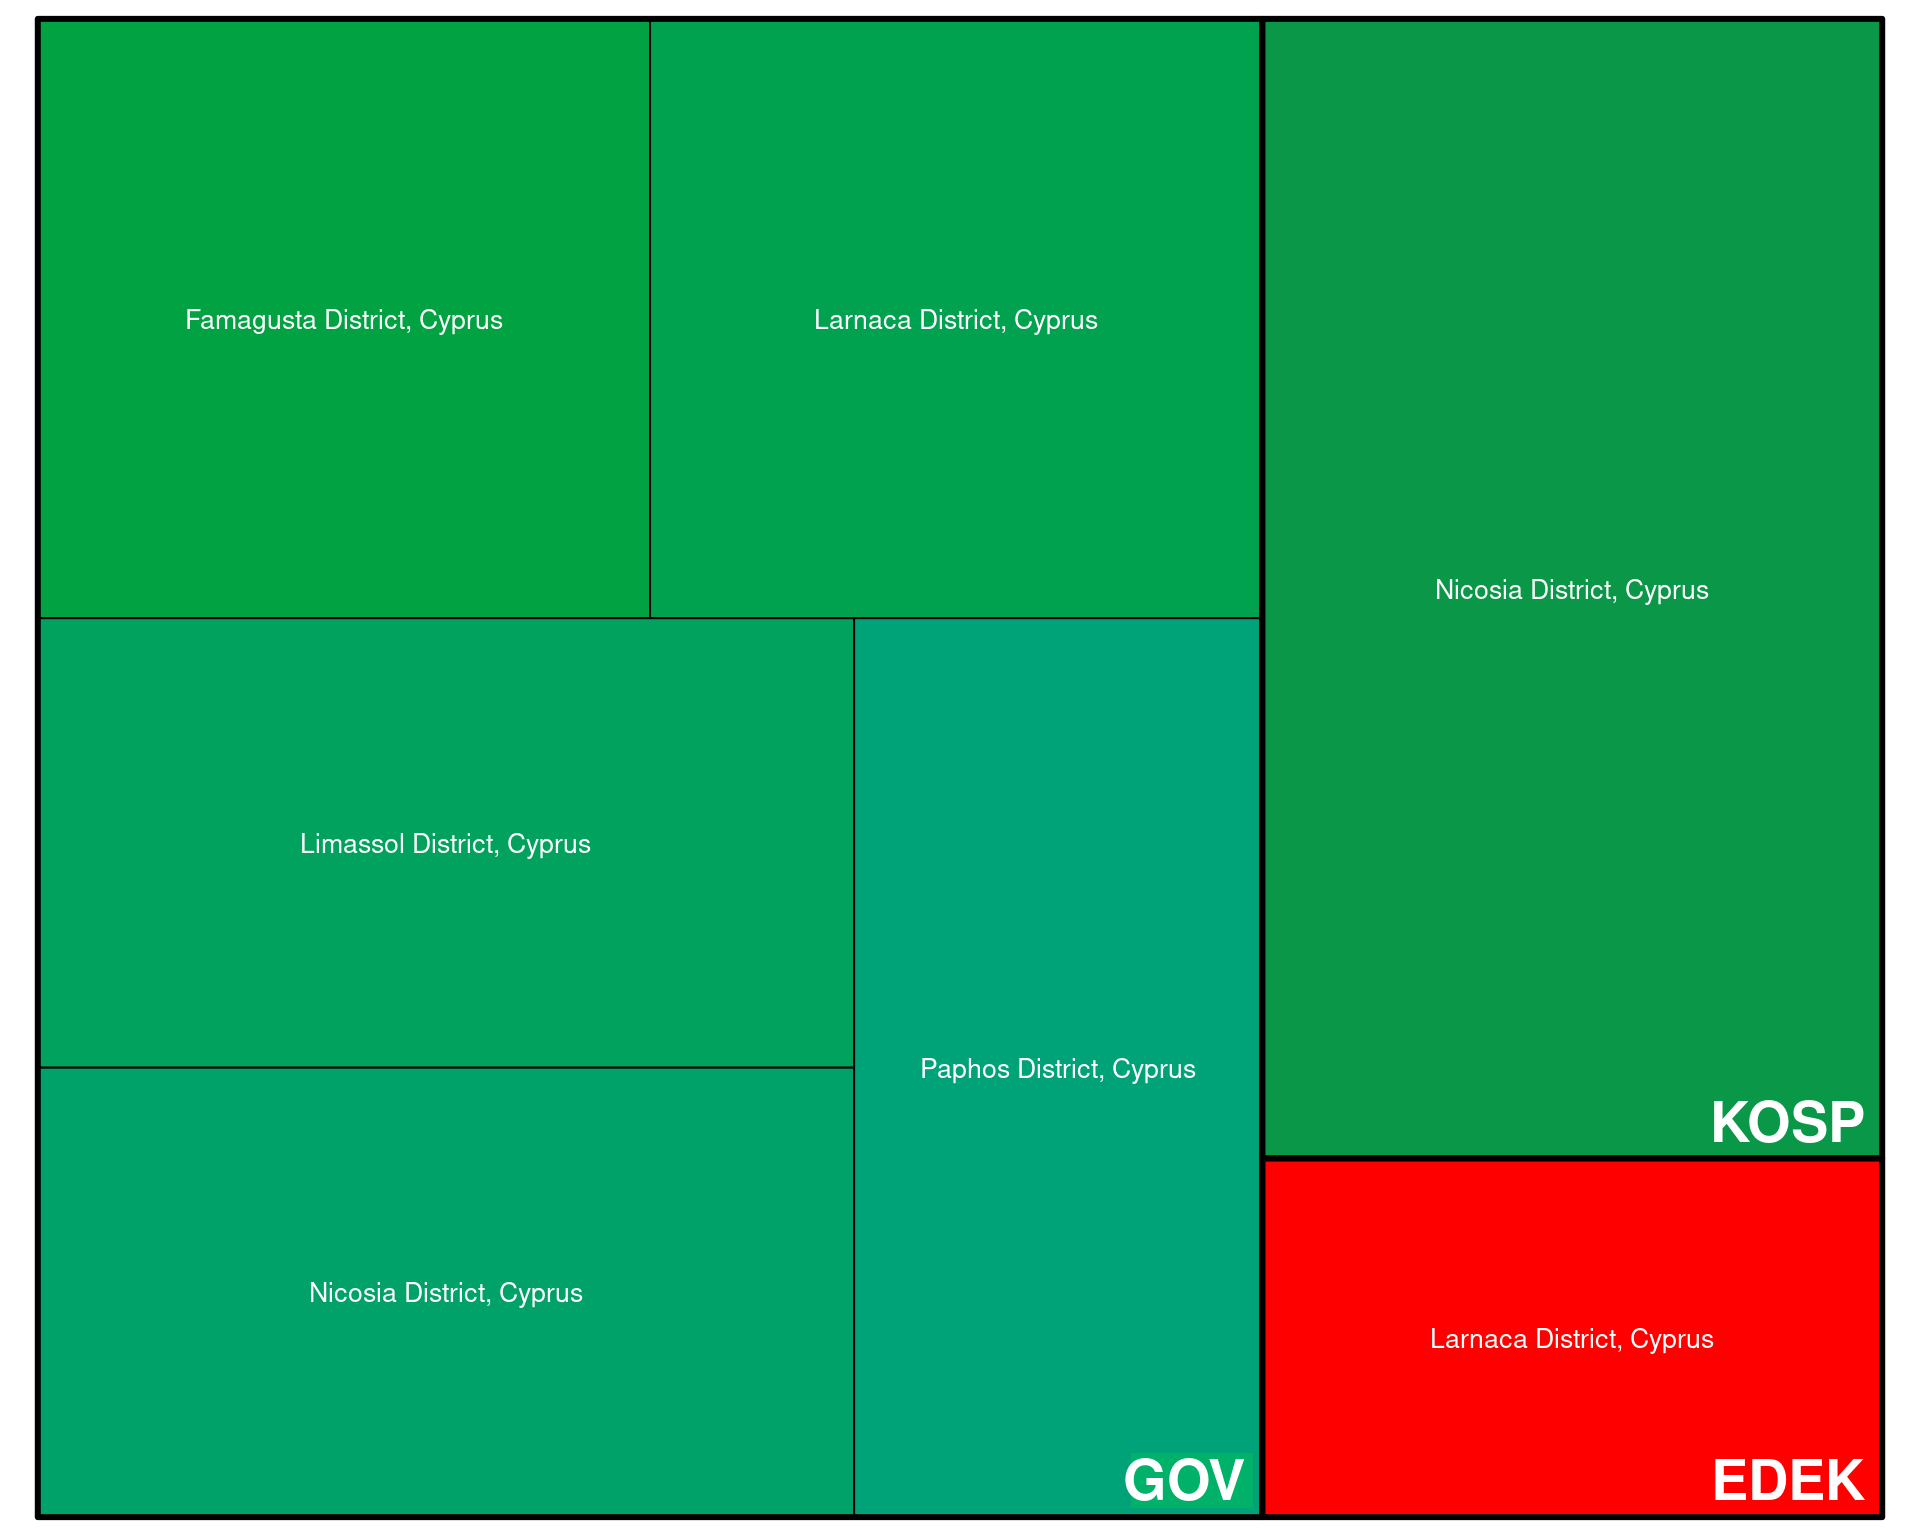 Famagusta District, Cyprus
Larnaca District, Cyprus
Limassol District, Cyprus
Nicosia District, Cyprus
Paphos District, Cyprus
GOV
Nicosia District, Cyprus
KOSP
Larnaca District, Cyprus
EDEK